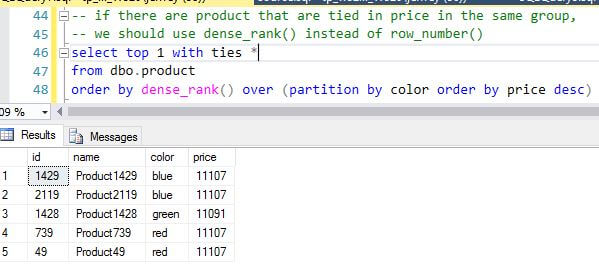 44 -- if there are product that are tied in price in the same group,
45 -- we should use dense_rank() instead of row_number()
46 select top 1 with ties *
47 from dbo.product
48 order by dense_rank() over (partition by color order by price desc)
09 %
Results Messages
id name color price
1 1429 Product1429 blue 11107
2 2119 Product2119 blue 11107
3 1428 Product1428 green 11091
4 739 Product739 red 11107
5 49 Product49 red 11107